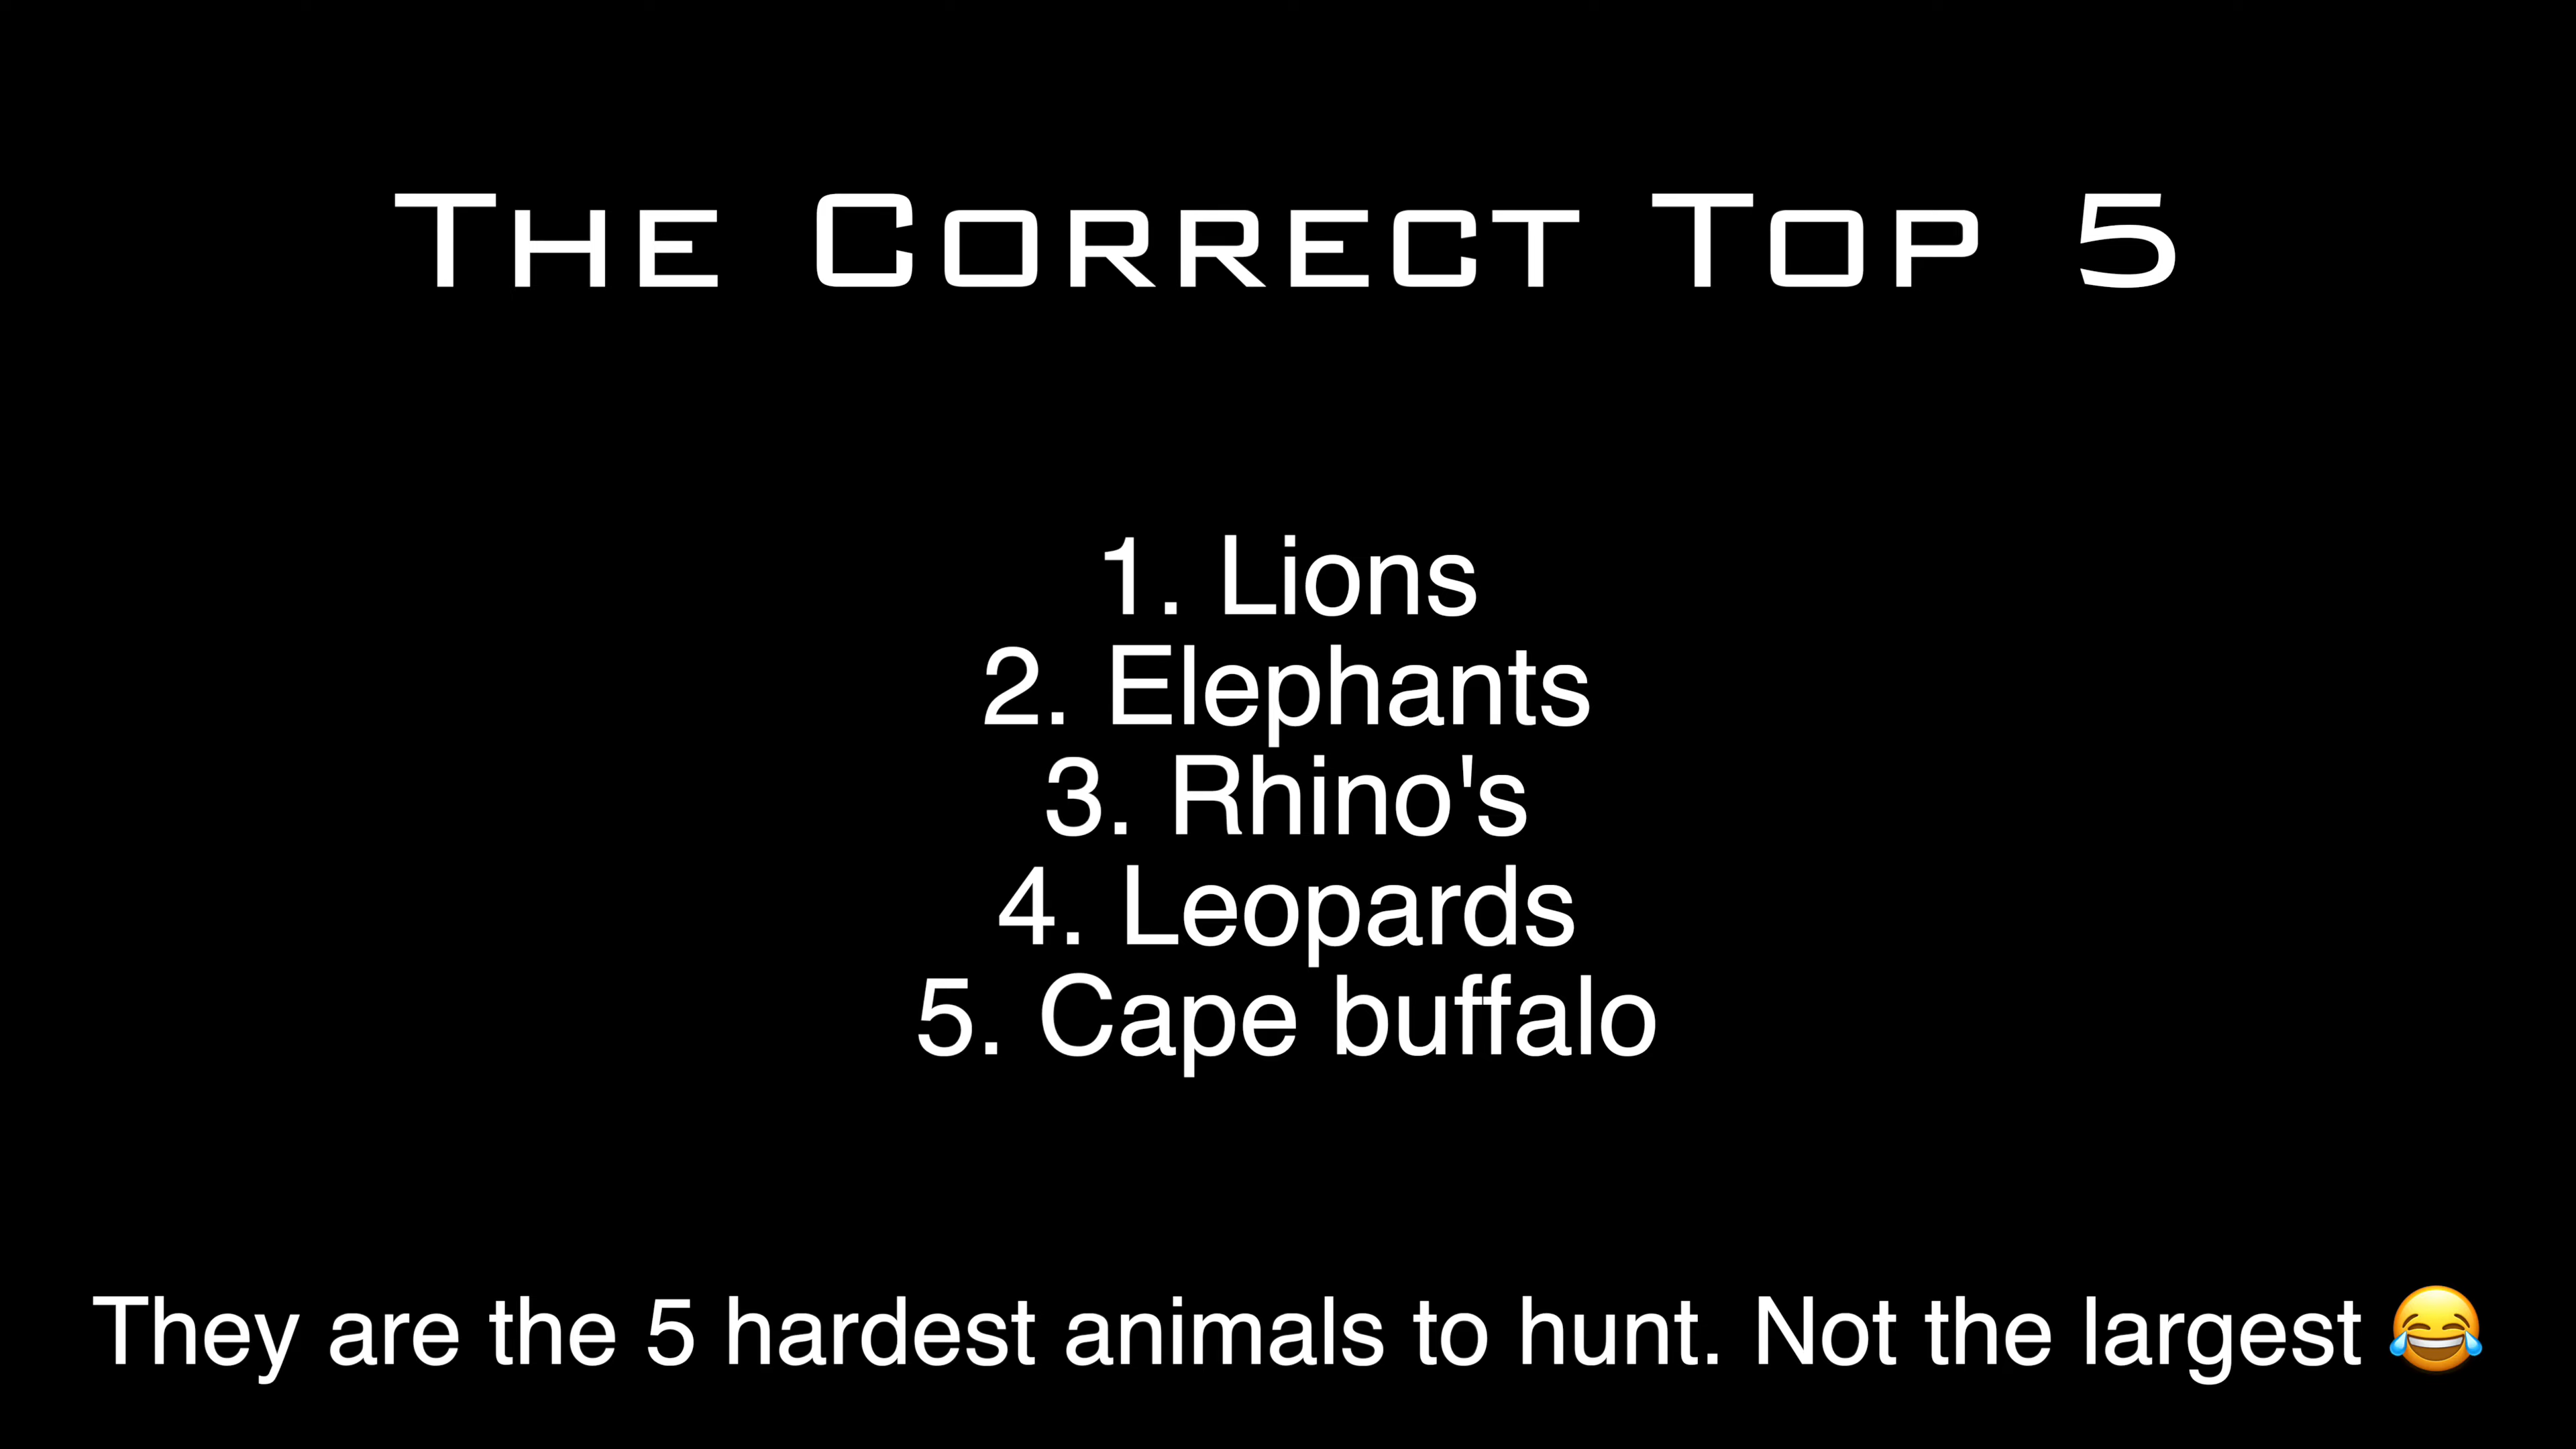 The Correct Top 5
1. Lions
2. Elephants
3. Rhino's
4. Leopards
5. Cape buffalo
They are the 5 hardest animals to hunt. Not the largest 😂